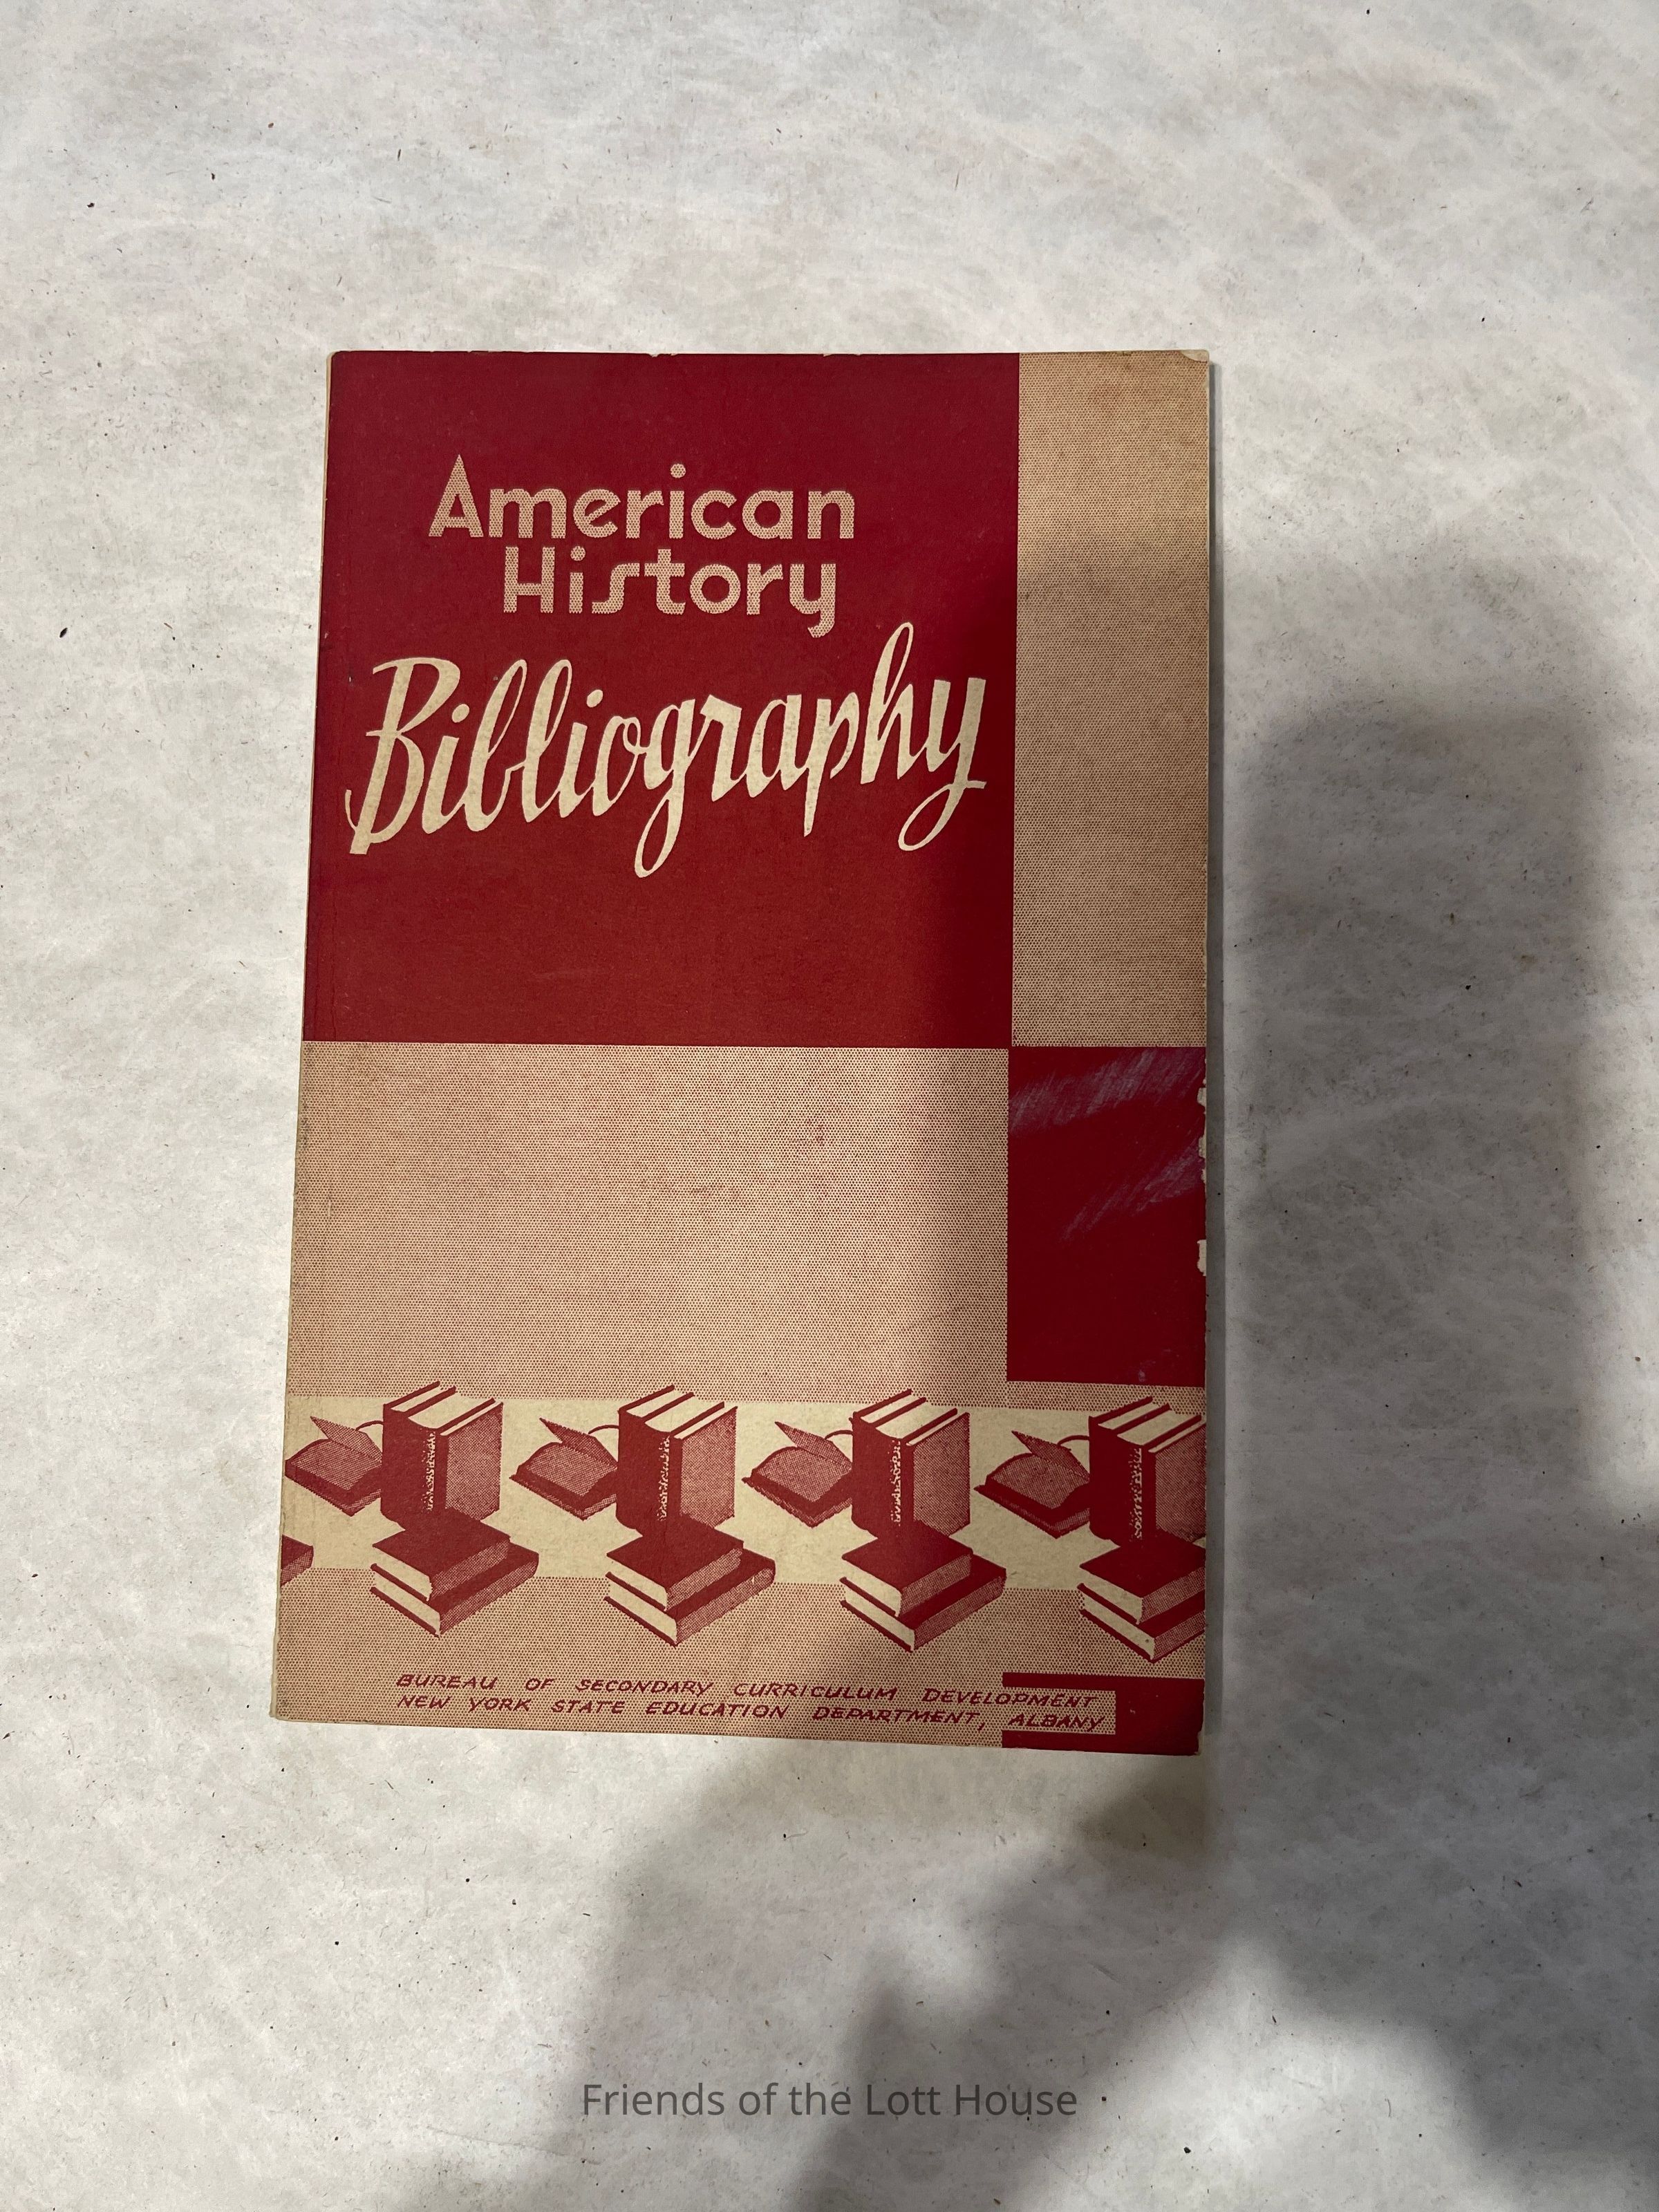 American
History
Bibliography
BUREAU OF SECONDARY CURRICULUM DEVELOPMENT
NEW YORK STATE EDUCATION DEPARTMENT, ALBANY
Friends of the Lott House